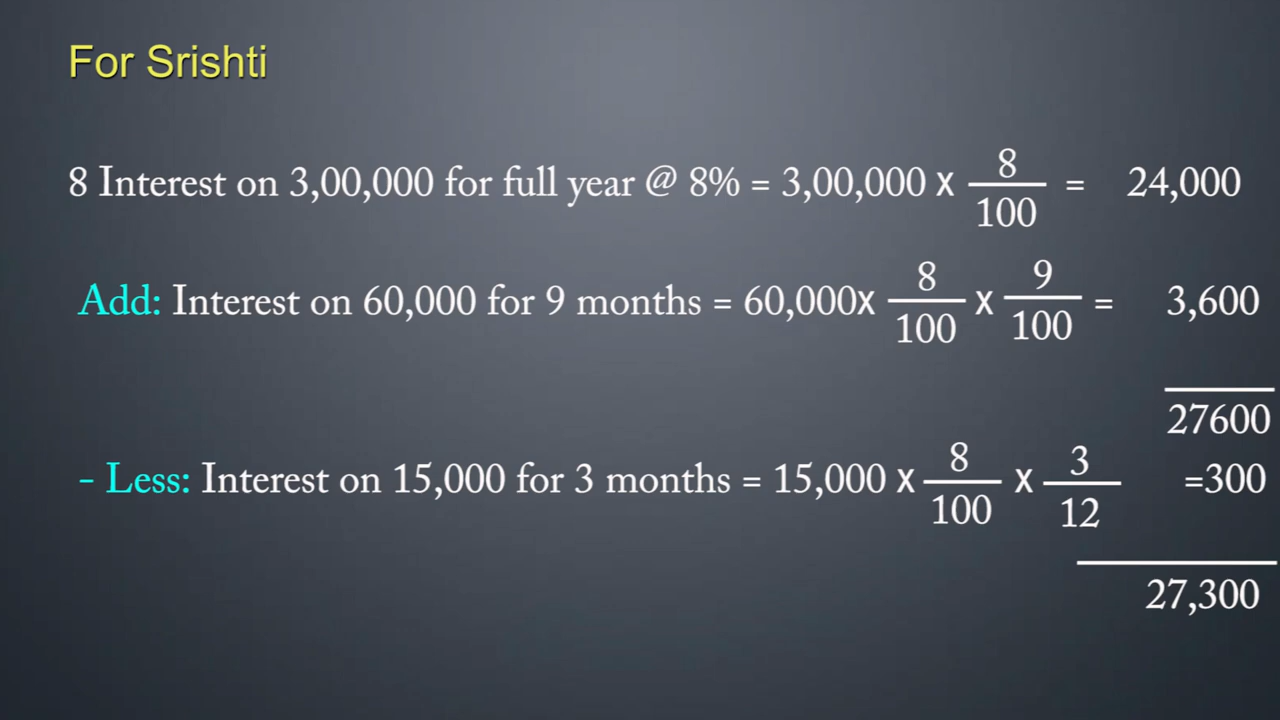 For Srishti
8 Interest on 3,00,000 for full year @ 8% = 3,00,000 x 8/100 = 24,000
Add: Interest on 60,000 for 9 months = 60,000x 8/100 x 9/100 = 3,600
27600
- Less: Interest on 15,000 for 3 months = 15,000 x 8/100 x 3/12 =300
27,300